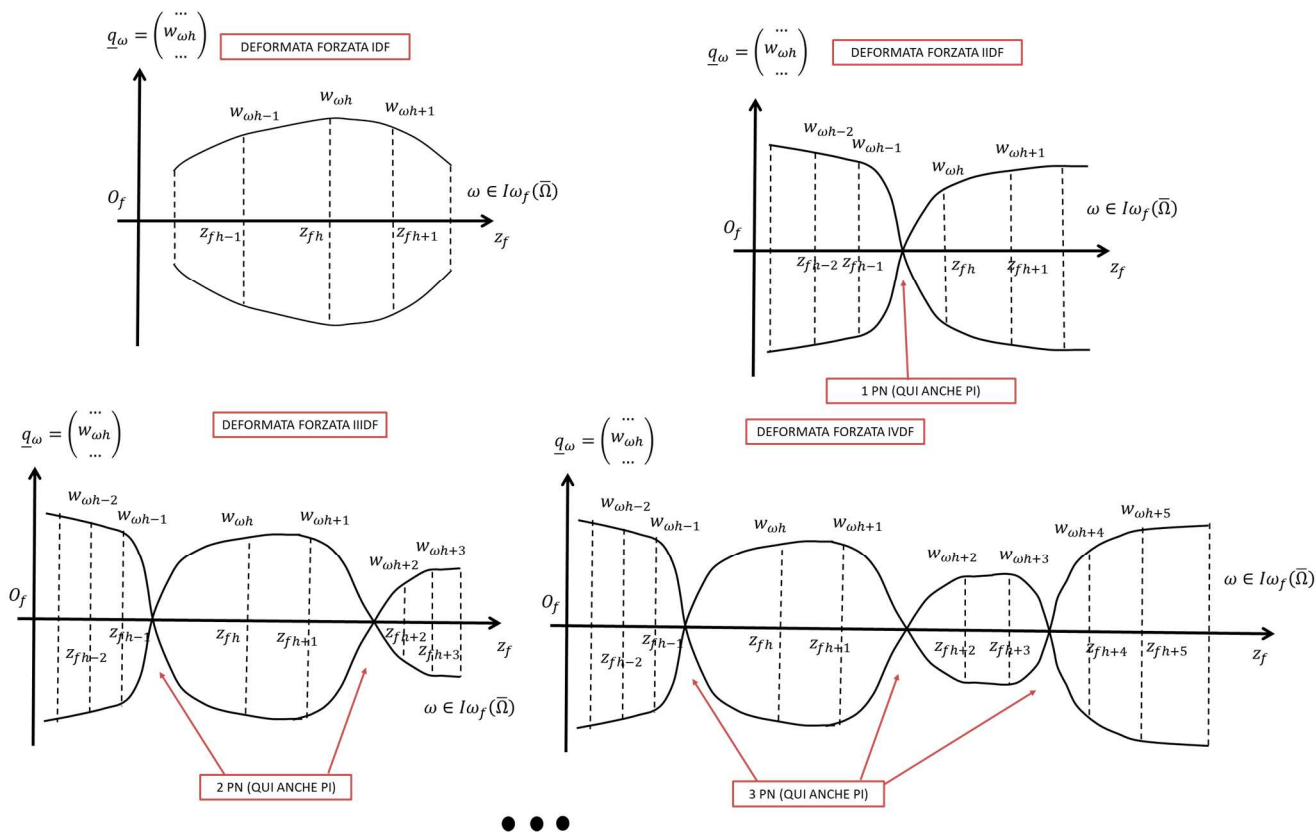 ...
q_ω = (w_ωh)
...
DEFORMATA FORZATA IDF
w_ωh−1
w_ωh
w_ωh+1
O_f
ω ∈ Iω_f(Ω̅)
z_fh−1
z_fh
z_fh+1
z_f
...
q_ω = (w_ωh)
...
DEFORMATA FORZATA IIDF
w_ωh−2
w_ωh−1
w_ωh
w_ωh+1
ω ∈ Iω_f(Ω̅)
O_f
z_fh−2
z_fh−1
z_fh
z_fh+1
z_f
1 PN (QUI ANCHE PI)
...
q_ω = (w_ωh)
...
DEFORMATA FORZATA IIIDF
w_ωh−2
w_ωh−1
w_ωh
w_ωh+1
w_ωh+2
w_ωh+3
O_f
z_fh−2
z_fh−1
z_fh
z_fh+1
z_fh+2
z_fh+3
z_f
ω ∈ Iω_f(Ω̅)
2 PN (QUI ANCHE PI)
...
q_ω = (w_ωh)
...
DEFORMATA FORZATA IVDF
w_ωh−2
w_ωh−1
w_ωh
w_ωh+1
w_ωh+2
w_ωh+3
w_ωh+4
w_ωh+5
ω ∈ Iω_f(Ω̅)
O_f
z_fh−2
z_fh−1
z_fh
z_fh+1
z_fh+2
z_fh+3
z_fh+4
z_fh+5
z_f
3 PN (QUI ANCHE PI)
● ● ●